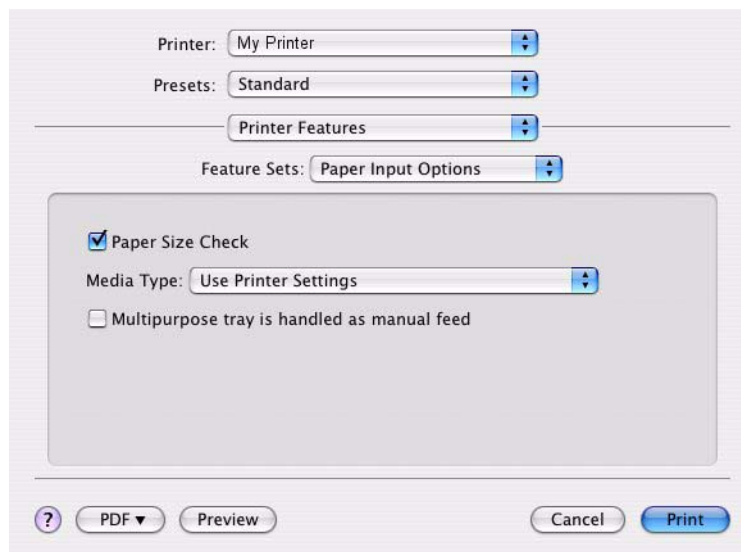 Printer: My Printer
Presets: Standard
Printer Features
Feature Sets: Paper Input Options
Paper Size Check
Media Type: Use Printer Settings
Multipurpose tray is handled as manual feed
? PDF ▼ Preview Cancel Print